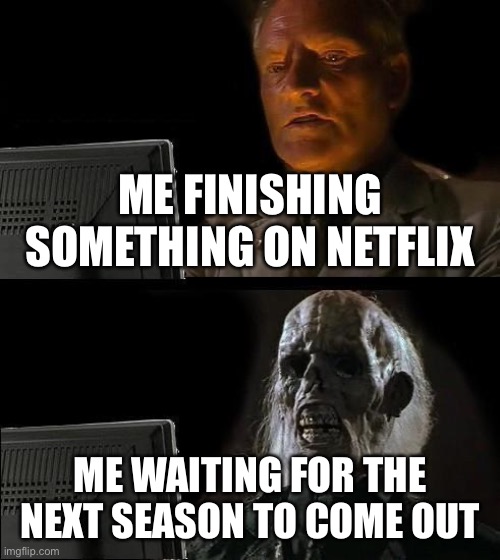 ME FINISHING
SOMETHING ON NETFLIX
ME WAITING FOR THE
NEXT SEASON TO COME OUT
imgflip.com